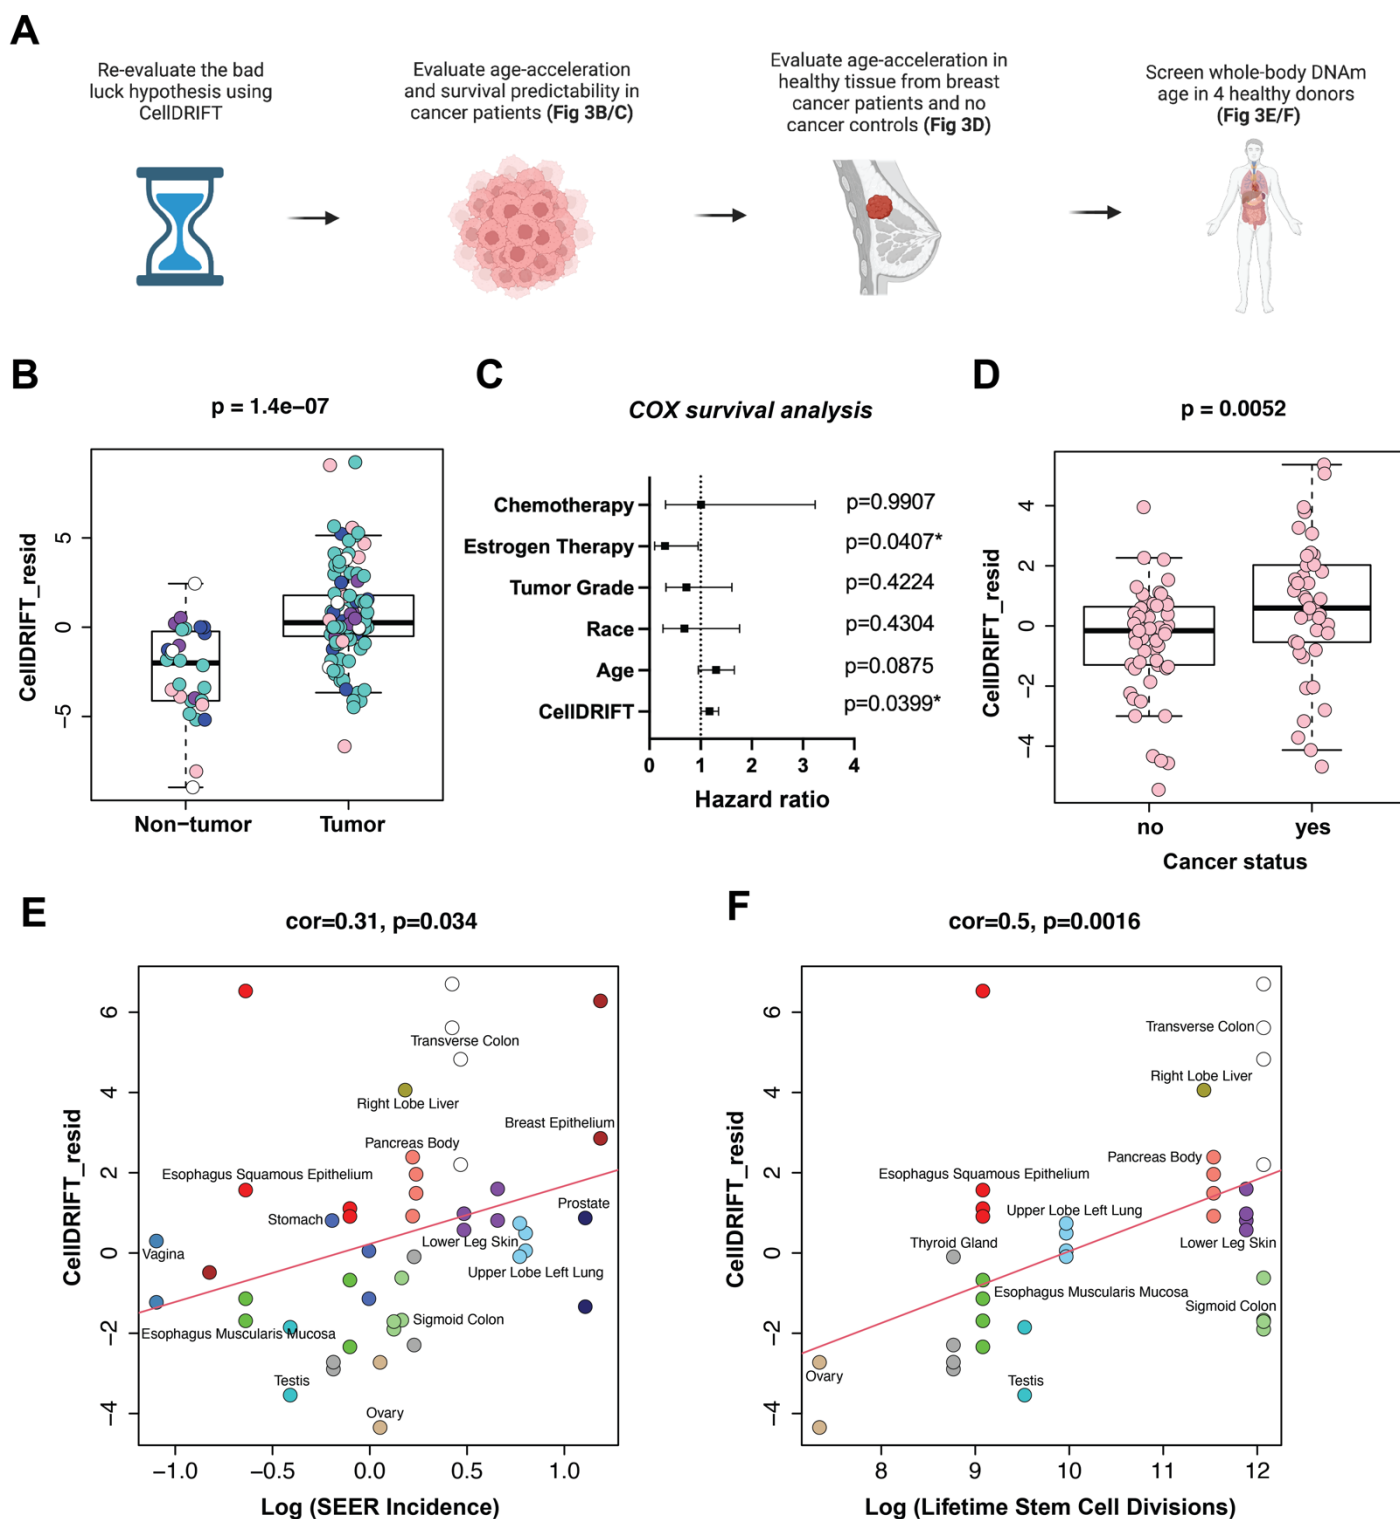 A
Re-evaluate the bad
luck hypothesis using
CellDRIFT
Evaluate age-acceleration
and survival predictability in
cancer patients (Fig 3B/C)
Evaluate age-acceleration in
healthy tissue from breast
cancer patients and no
cancer controls (Fig 3D)
Screen whole-body DNAm
age in 4 healthy donors
(Fig 3E/F)
B
p = 1.4e−07
CellDRIFT_resid
5
0
−5
Non−tumor
Tumor
C
COX survival analysis
Chemotherapy
p=0.9907
Estrogen Therapy
p=0.0407*
Tumor Grade
p=0.4224
Race
p=0.4304
Age
p=0.0875
CellDRIFT
p=0.0399*
0 1 2 3 4
Hazard ratio
D
p = 0.0052
CellDRIFT_resid
4
2
0
−2
−4
no
yes
Cancer status
E
cor=0.31, p=0.034
CellDRIFT_resid
6
4
2
0
−2
−4
Transverse Colon
Right Lobe Liver
Breast Epithelium
Pancreas Body
Esophagus Squamous Epithelium
Prostate
Stomach
Lower Leg Skin
Vagina
Upper Lobe Left Lung
Sigmoid Colon
Esophagus Muscularis Mucosa
Testis
Ovary
−1.0 −0.5 0.0 0.5 1.0
Log (SEER Incidence)
F
cor=0.5, p=0.0016
CellDRIFT_resid
6
4
2
0
−2
−4
Transverse Colon
Right Lobe Liver
Pancreas Body
Esophagus Squamous Epithelium
Upper Lobe Left Lung
Thyroid Gland
Lower Leg Skin
Esophagus Muscularis Mucosa
Sigmoid Colon
Ovary
Testis
8 9 10 11 12
Log (Lifetime Stem Cell Divisions)